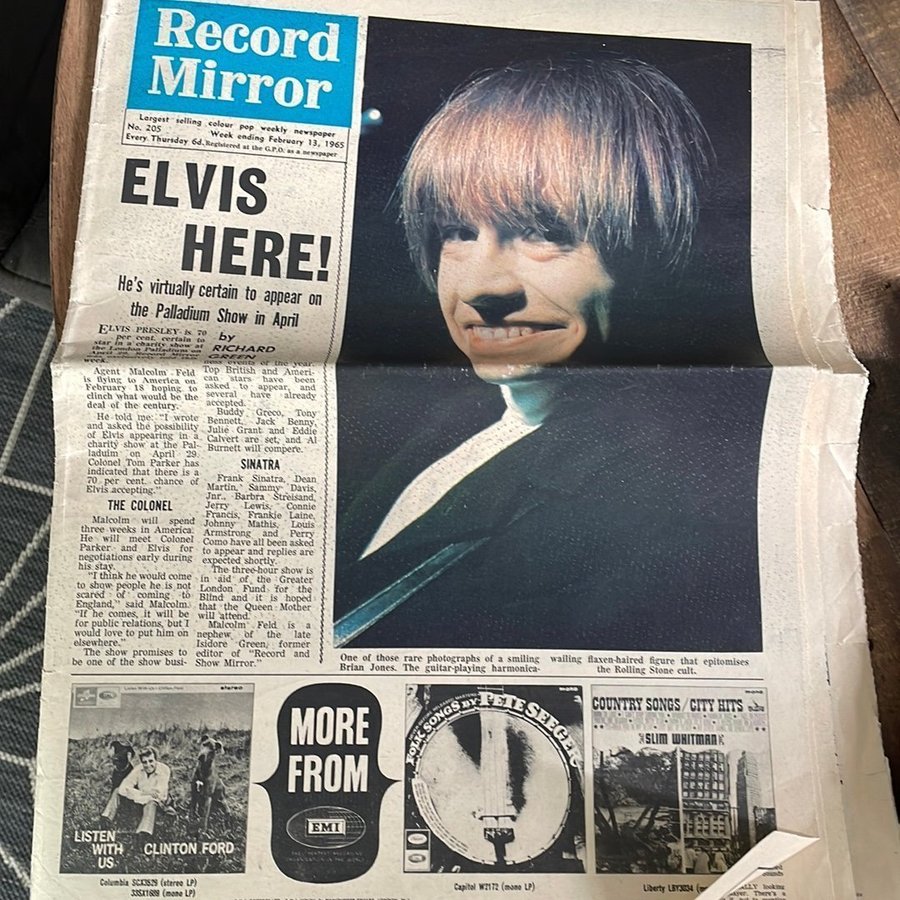 Record
Mirror
Largest selling colour pop weekly newspaper
No. 205 Week ending February 13, 1965
Every Thursday 6d. Registered at the G.P.O. as a newspaper
ELVIS
HERE!
He's virtually certain to appear on
the Palladium Show in April
by
RICHARD
GREEN
ELVIS PRESLEY is 70
per cent. certain to
star in a charity show at
the London Palladium on
April 29, Record Mirror
week.
Agent Malcolm Feld
is flying to America on
February 18 hoping to
clinch what would be the
deal of the century.
He told me: "I wrote
and asked the possibility
of Elvis appearing in a
charity show at the Pal-
laduim on April 29.
Colonel Tom Parker has
indicated that there is a
70 per cent. chance of
Elvis accepting."
THE COLONEL
Malcolm will spend
three weeks in America.
He will meet Colonel
Parker and Elvis for
negotiations early during
his stay.
"I think he would come
to show people he is not
scared of coming to
England," said Malcolm.
"If he comes, it will be
for public relations, but I
would love to put him on
elsewhere."
The show promises to
be one of the show busi-
ness events of the year.
Top British and Ameri-
can stars have been
asked to appear, and
several have already
accepted.
Buddy Greco, Tony
Bennett, Jack Benny,
Julie Grant and Eddie
Calvert are set, and Al
Burnett will compere.
SINATRA
Frank Sinatra, Dean
Martin, Sammy Davis,
Jnr., Barbra Streisand,
Jerry Lewis, Connie
Francis, Frankie Laine,
Johnny Mathis, Louis
Armstrong and Perry
Como have all been asked
to appear and replies are
expected shortly.
The three-hour show is
in aid of the Greater
London Fund for the
Blind and it is hoped
that the Queen Mother
will attend.
Malcolm Feld is a
nephew of the late
Isidore Green, former
editor of "Record and
Show Mirror."
One of those rare photographs of a smiling
Brian Jones. The guitar-playing harmonica-
wailing flaxen-haired figure that epitomises
the Rolling Stone cult.
stereo
LISTEN
WITH
US
CLINTON FORD
Columbia SCX3529 (stereo LP)
33SX1688 (mono LP)
MORE
FROM
EMI
mono
FOLK SONGS BY PETE SEEGER
Capitol W2172 (mono LP)
mono
COUNTRY SONGS/CITY HITS
SLIM WHITMAN
Liberty LBY3034